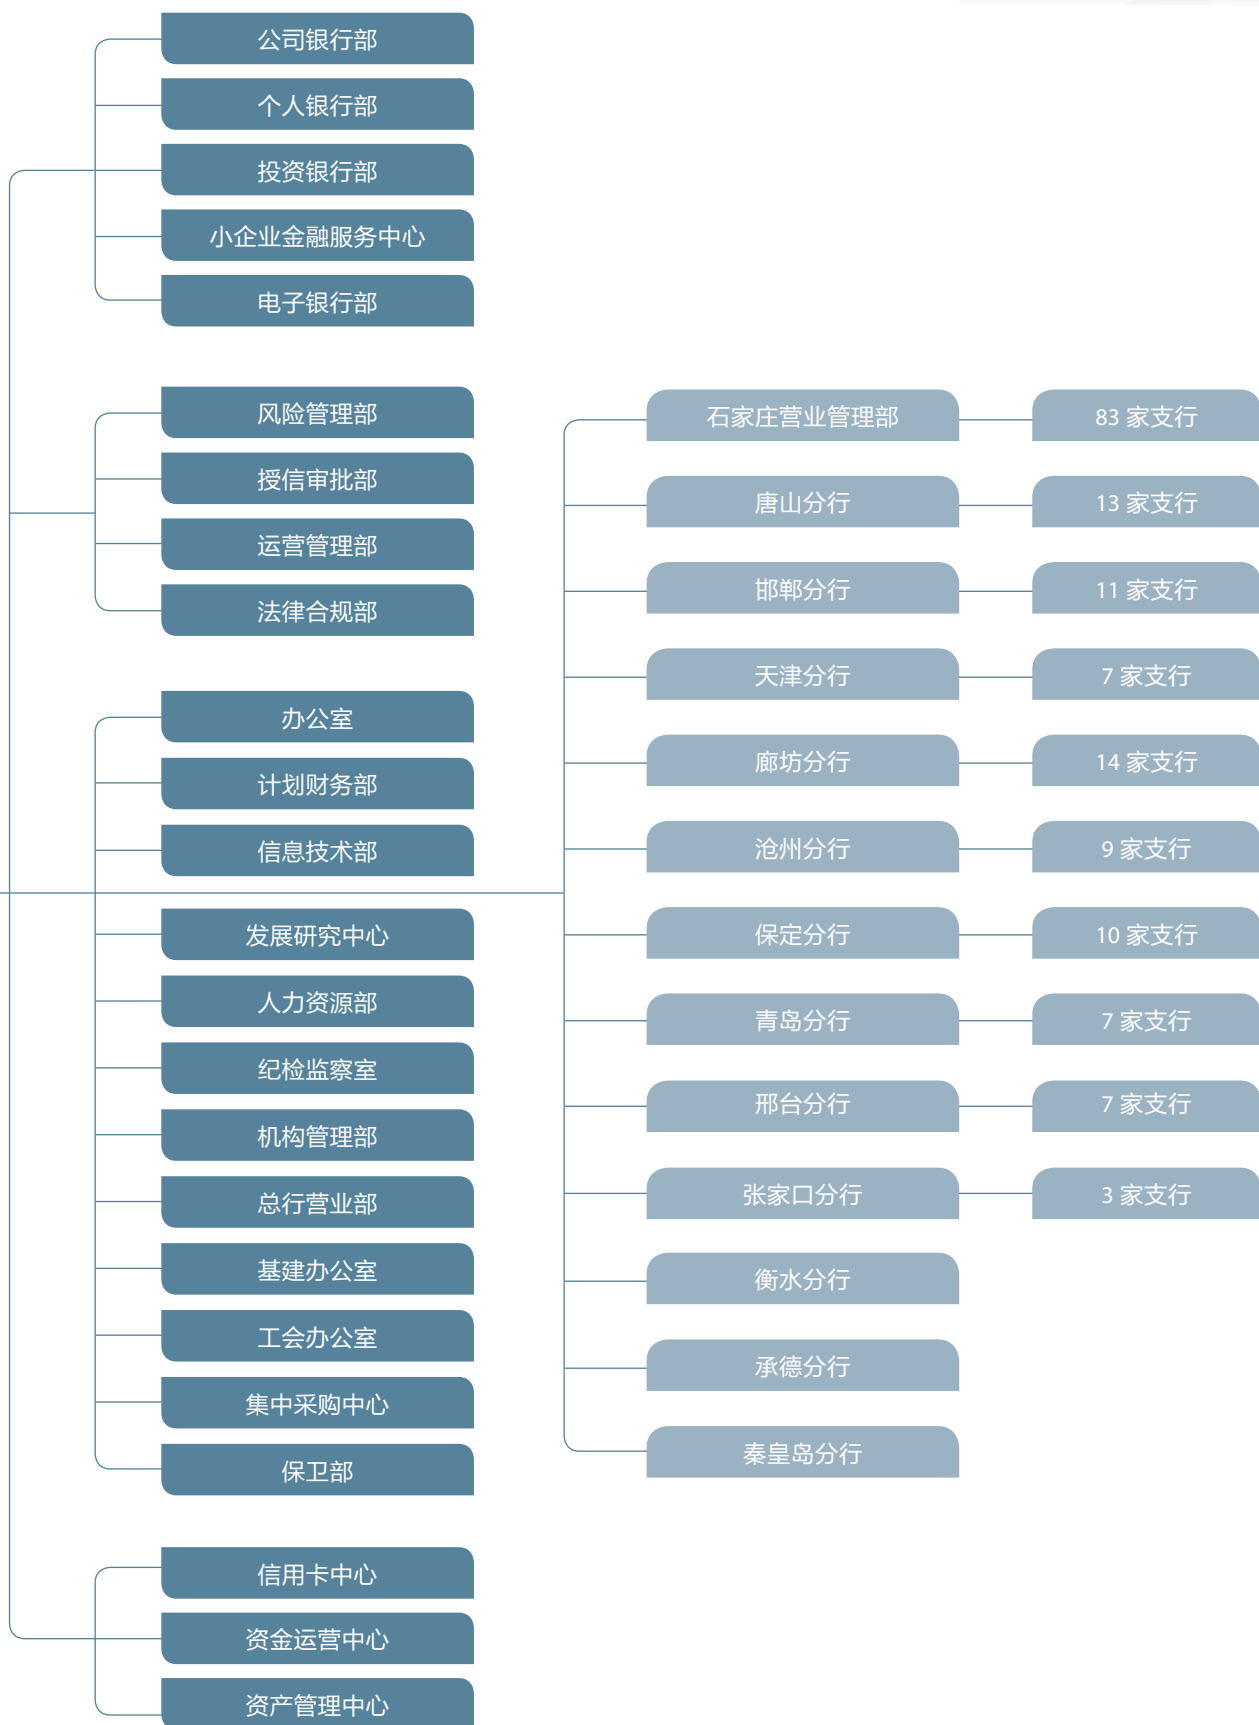 公司银行部
个人银行部
投资银行部
小企业金融服务中心
电子银行部
风险管理部
授信审批部
运营管理部
法律合规部
办公室
计划财务部
信息技术部
发展研究中心
人力资源部
纪检监察室
机构管理部
总行营业部
基建办公室
工会办公室
集中采购中心
保卫部
信用卡中心
资金运营中心
资产管理中心
石家庄营业管理部
83 家支行
唐山分行
13 家支行
邯郸分行
11 家支行
天津分行
7 家支行
廊坊分行
14 家支行
沧州分行
9 家支行
保定分行
10 家支行
青岛分行
7 家支行
邢台分行
7 家支行
张家口分行
3 家支行
衡水分行
承德分行
秦皇岛分行